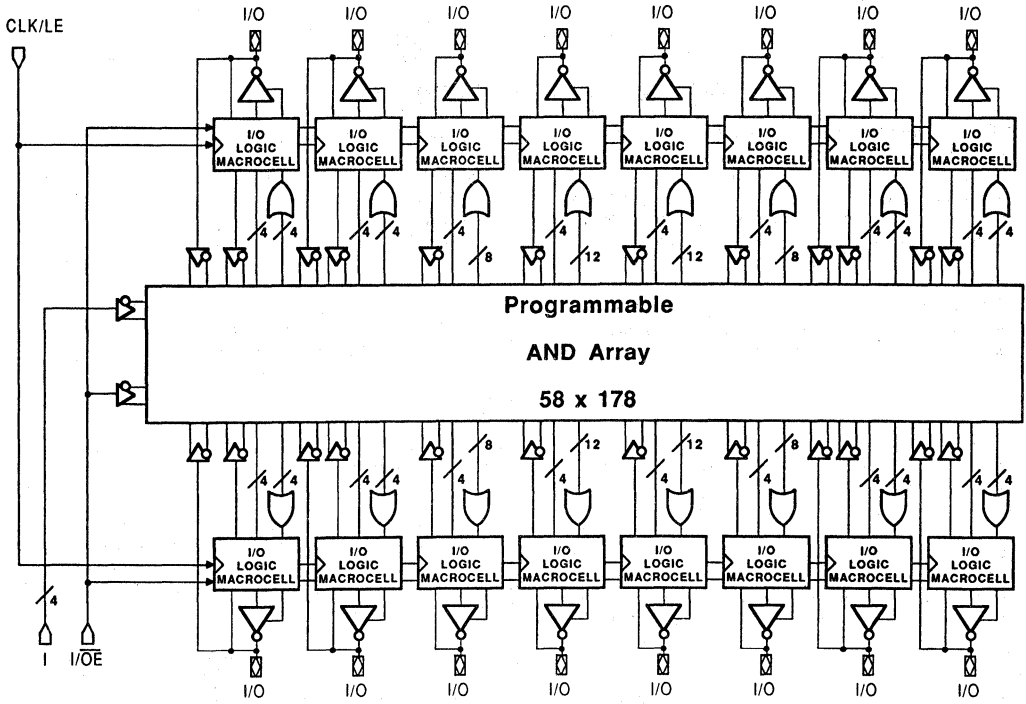 I/O I/O I/O I/O I/O I/O I/O I/O
CLK/LE
I/O I/O I/O I/O I/O I/O I/O I/O
LOGIC LOGIC LOGIC LOGIC LOGIC LOGIC LOGIC LOGIC
MACROCELL MACROCELL MACROCELL MACROCELL MACROCELL MACROCELL MACROCELL MACROCELL
4 4 4 4 4 4 4 4 4 4 4 4
8 12 12 8
Programmable
AND Array
58 x 178
8 12 12 8
4 4 4 4 4 4 4 4 4 4 4 4
I/O I/O I/O I/O I/O I/O I/O I/O
LOGIC LOGIC LOGIC LOGIC LOGIC LOGIC LOGIC LOGIC
MACROCELL MACROCELL MACROCELL MACROCELL MACROCELL MACROCELL MACROCELL MACROCELL
4
I I/OE
I/O I/O I/O I/O I/O I/O I/O I/O